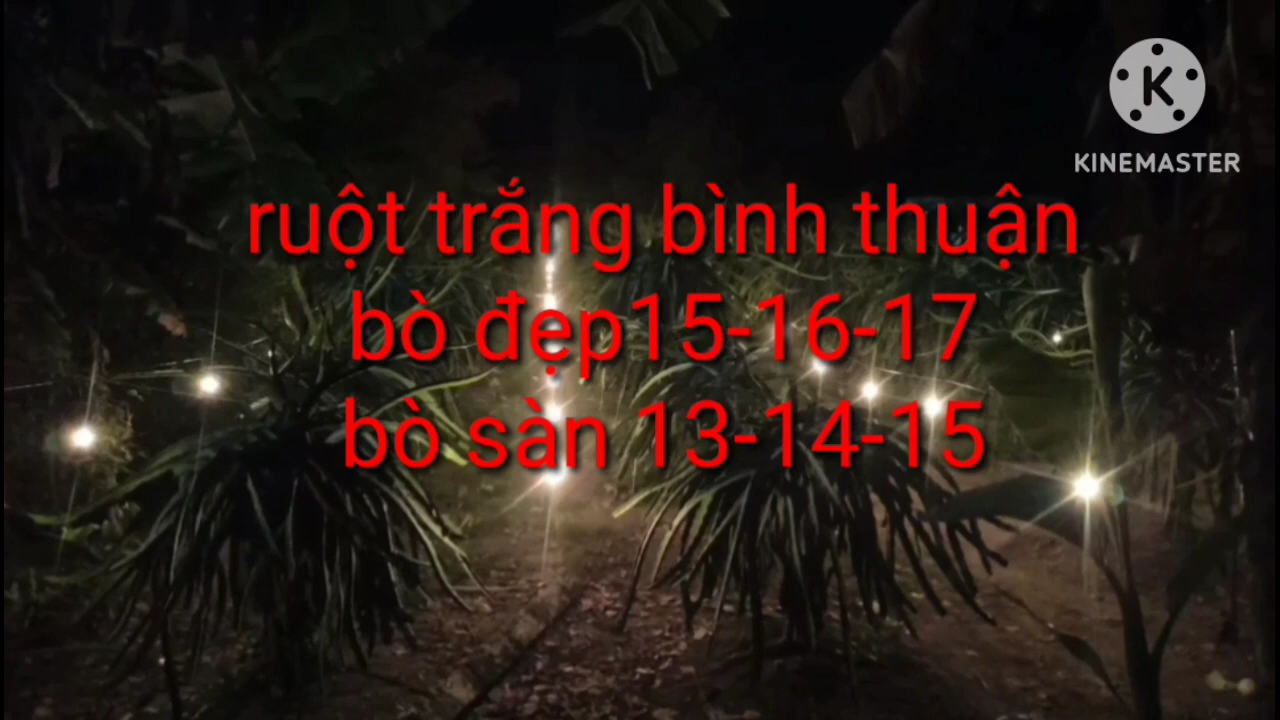 KINEMASTER
ruột trắng bình thuận
bò đẹp15-16-17
bò sàn 13-14-15